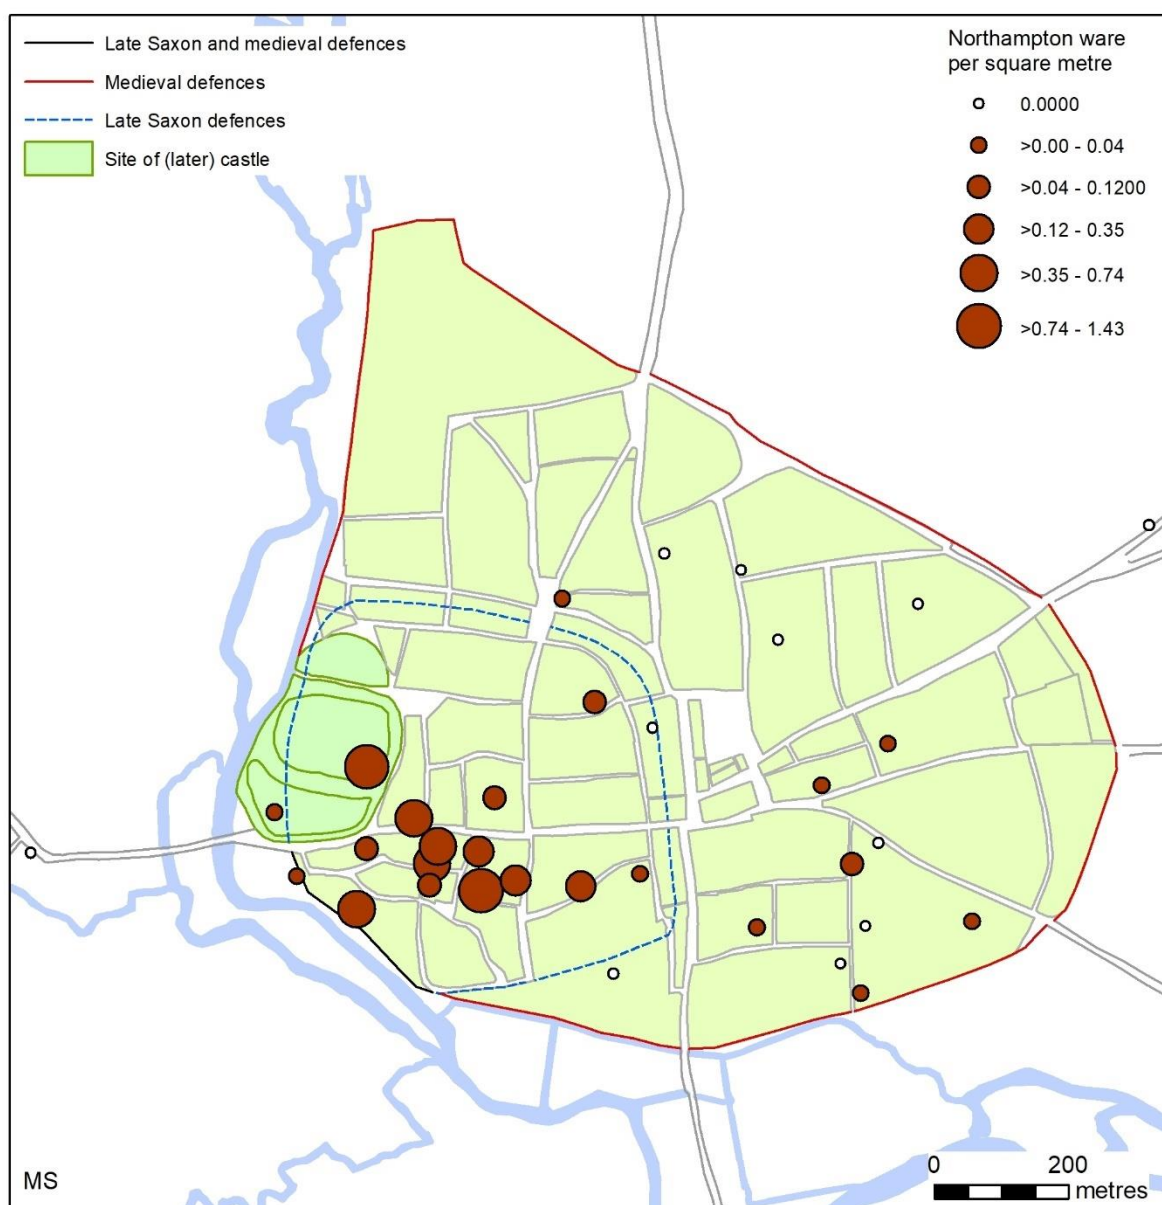 Late Saxon and medieval defences
Medieval defences
Late Saxon defences
Site of (later) castle
Northampton ware
per square metre
0.0000
>0.00 - 0.04
>0.04 - 0.1200
>0.12 - 0.35
>0.35 - 0.74
>0.74 - 1.43
MS
0 200
metres